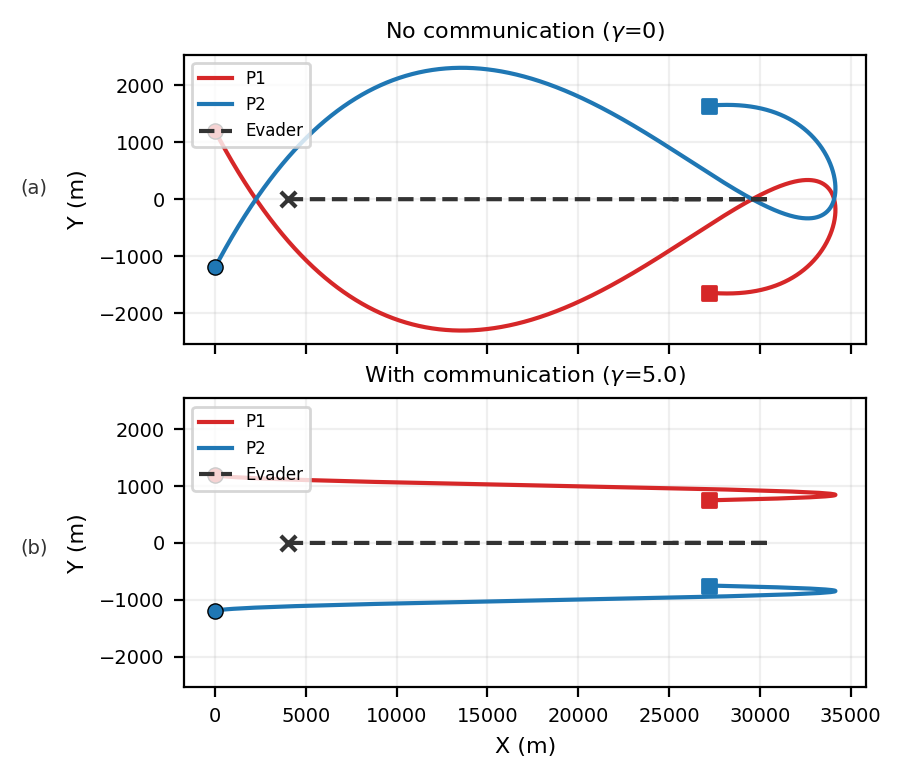 No communication (γ=0)
P1
P2
Evader
2000
1000
0
−1000
−2000
Y (m)
(a)
With communication (γ=5.0)
P1
P2
Evader
2000
1000
0
−1000
−2000
Y (m)
(b)
0 5000 10000 15000 20000 25000 30000 35000
X (m)